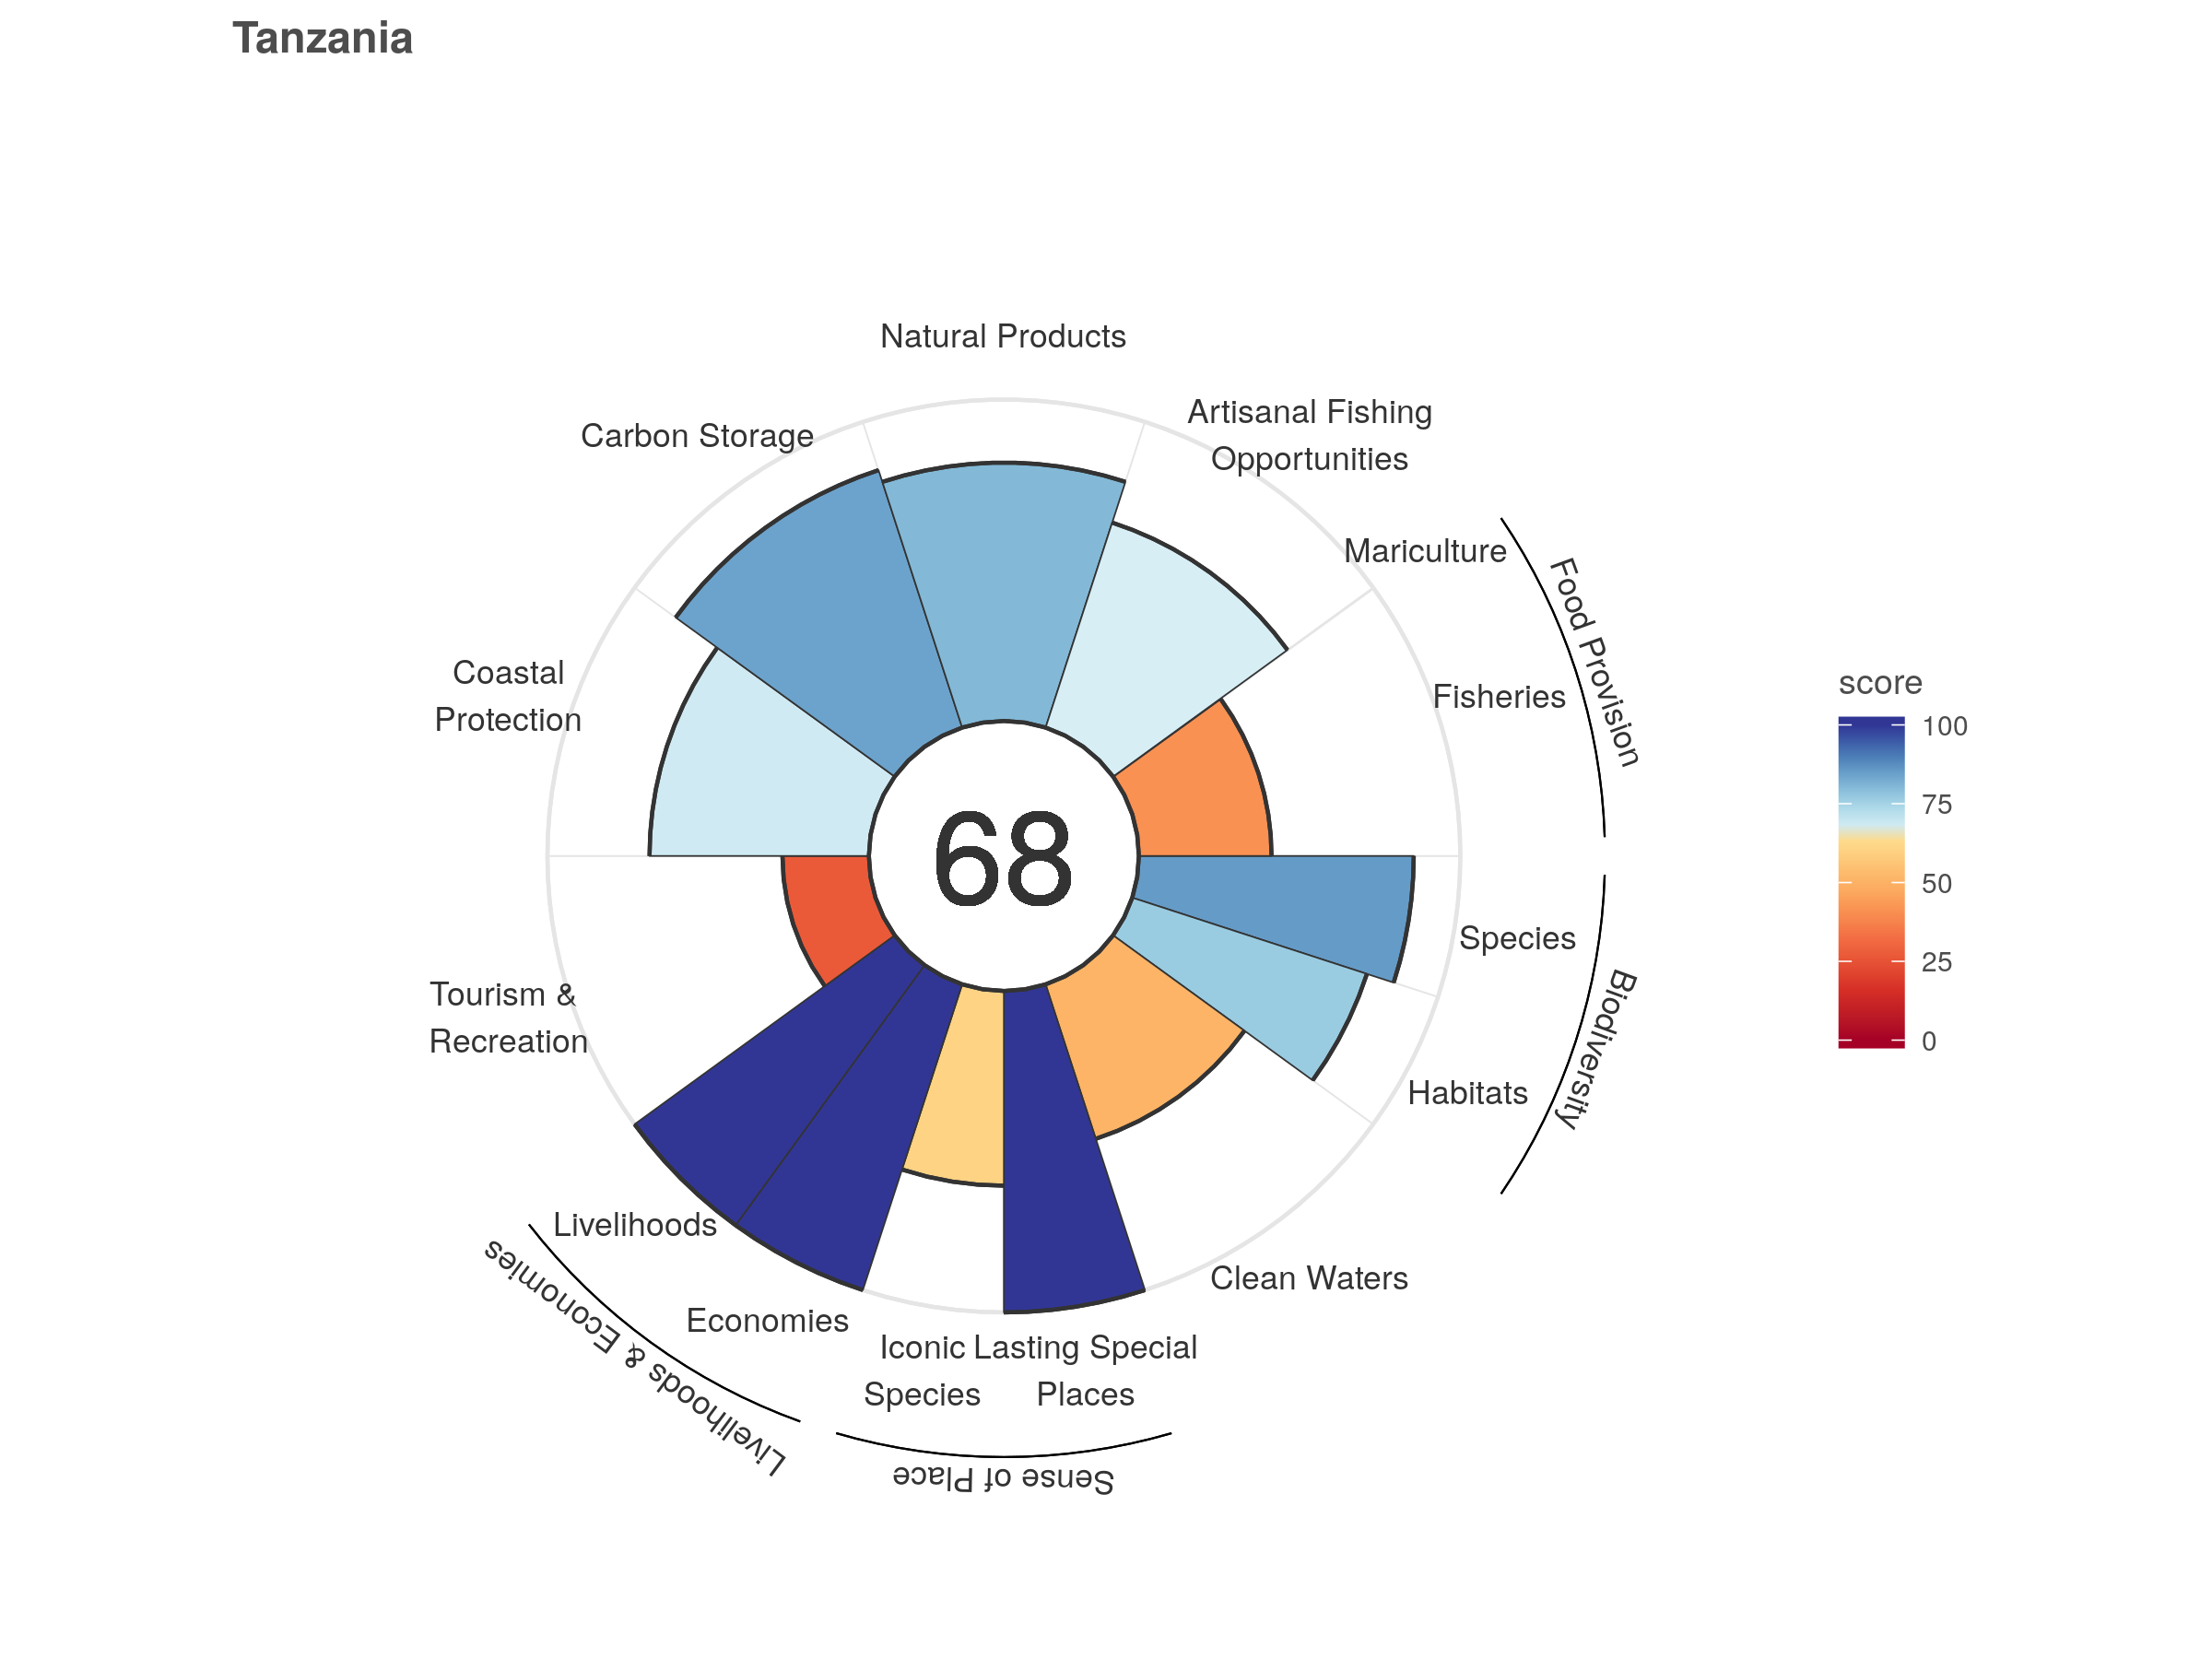 Tanzania
Natural Products
Artisanal Fishing
Opportunities
Carbon Storage
Mariculture
Food Provision
Fisheries
Coastal
Protection
68
Species
Biodiversity
Habitats
Tourism &
Recreation
Clean Waters
Livelihoods
Economies
Livelihoods & Economies
Iconic
Species
Lasting Special
Places
Sense of Place
score
100
75
50
25
0